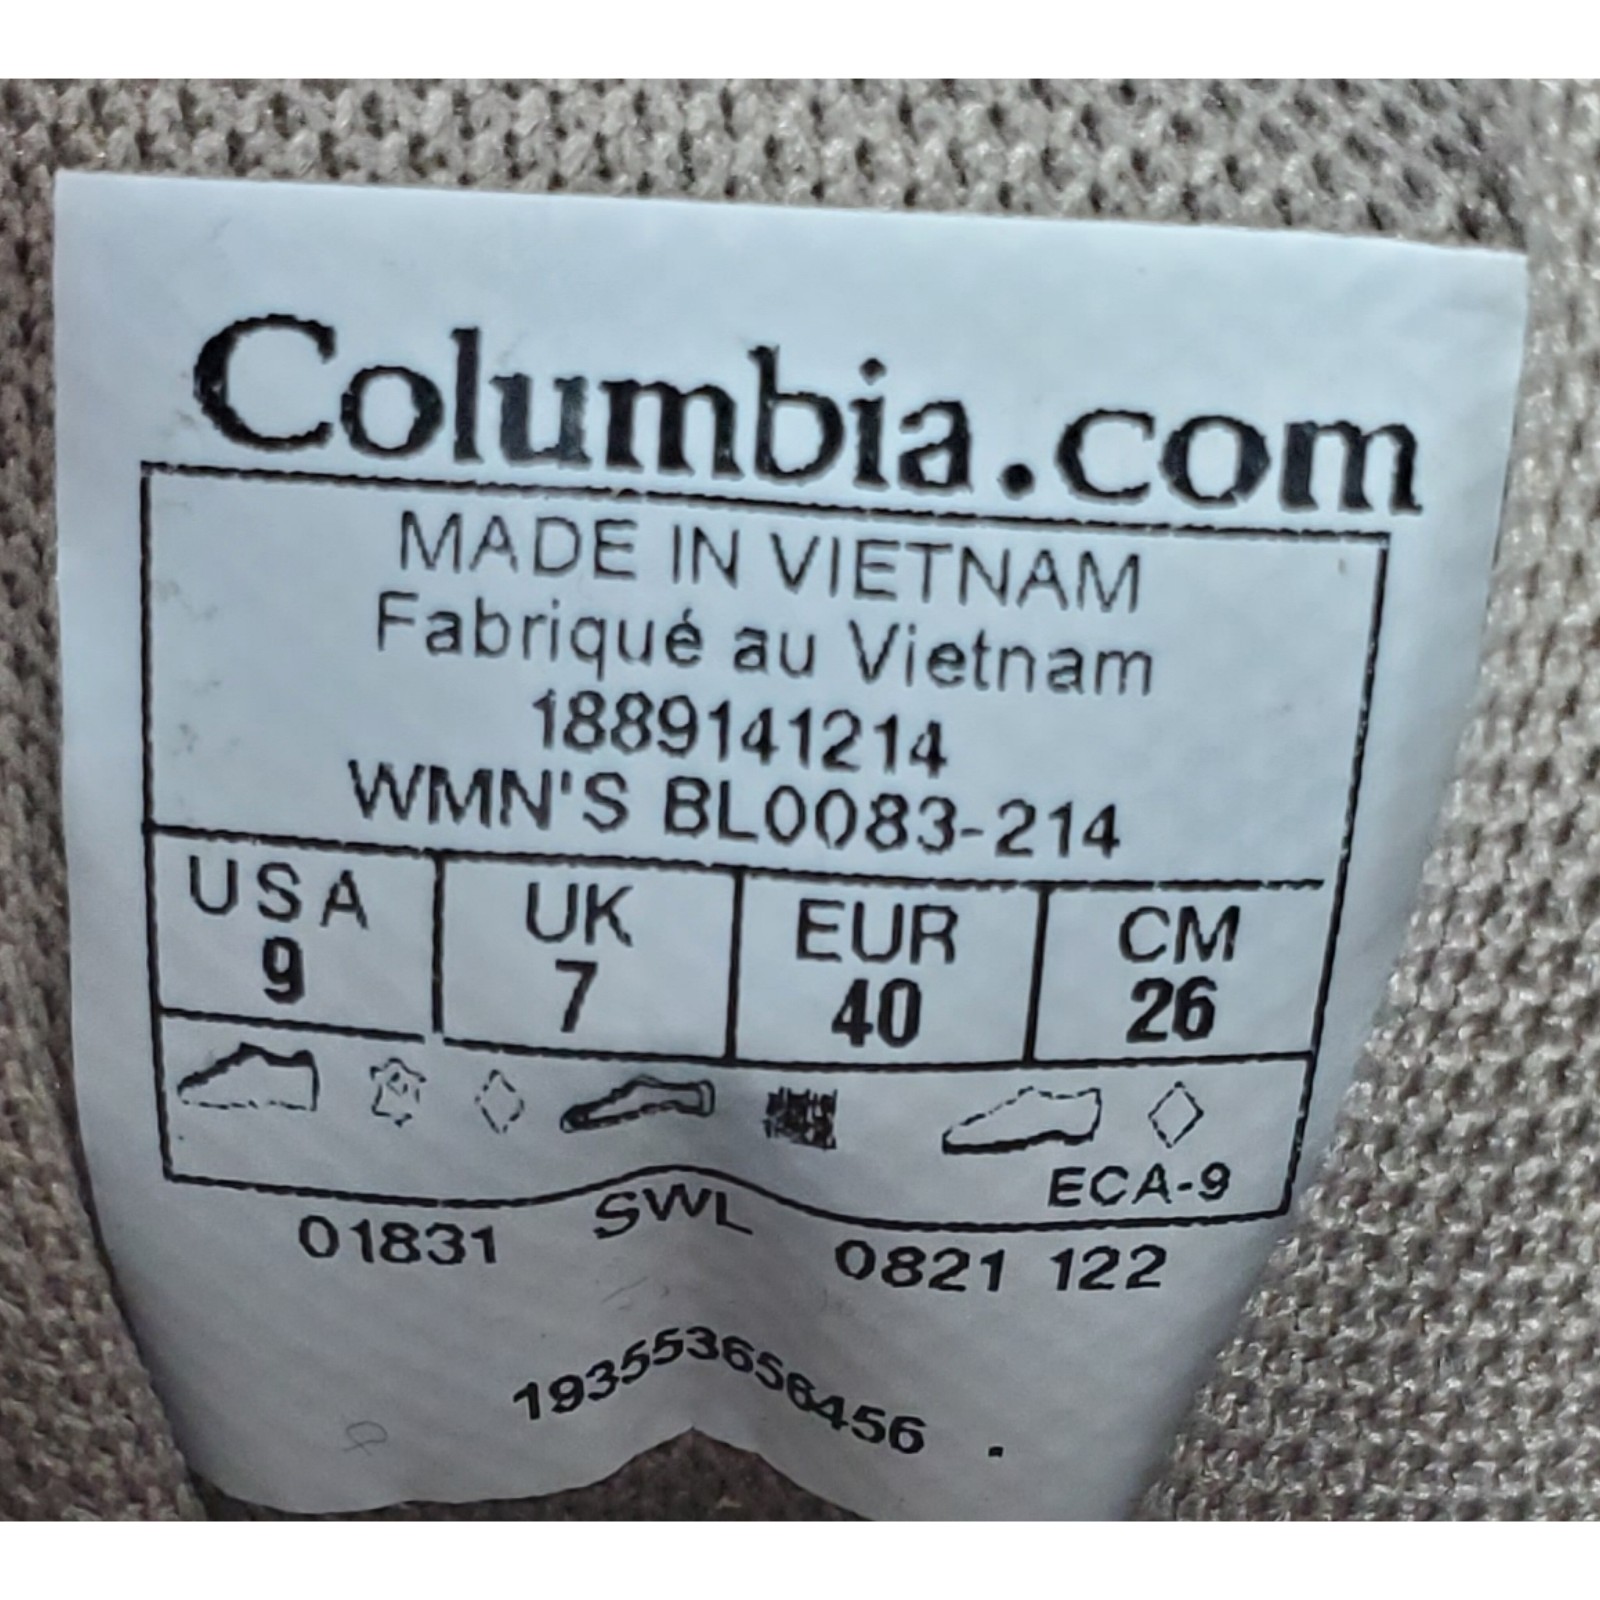 Columbia.com
MADE IN VIETNAM
Fabriqué au Vietnam
1889141214
WMN'S BL0083-214
USA UK EUR CM
9 7 40 26
ECA-9
01831 SWL 0821 122
193553656456